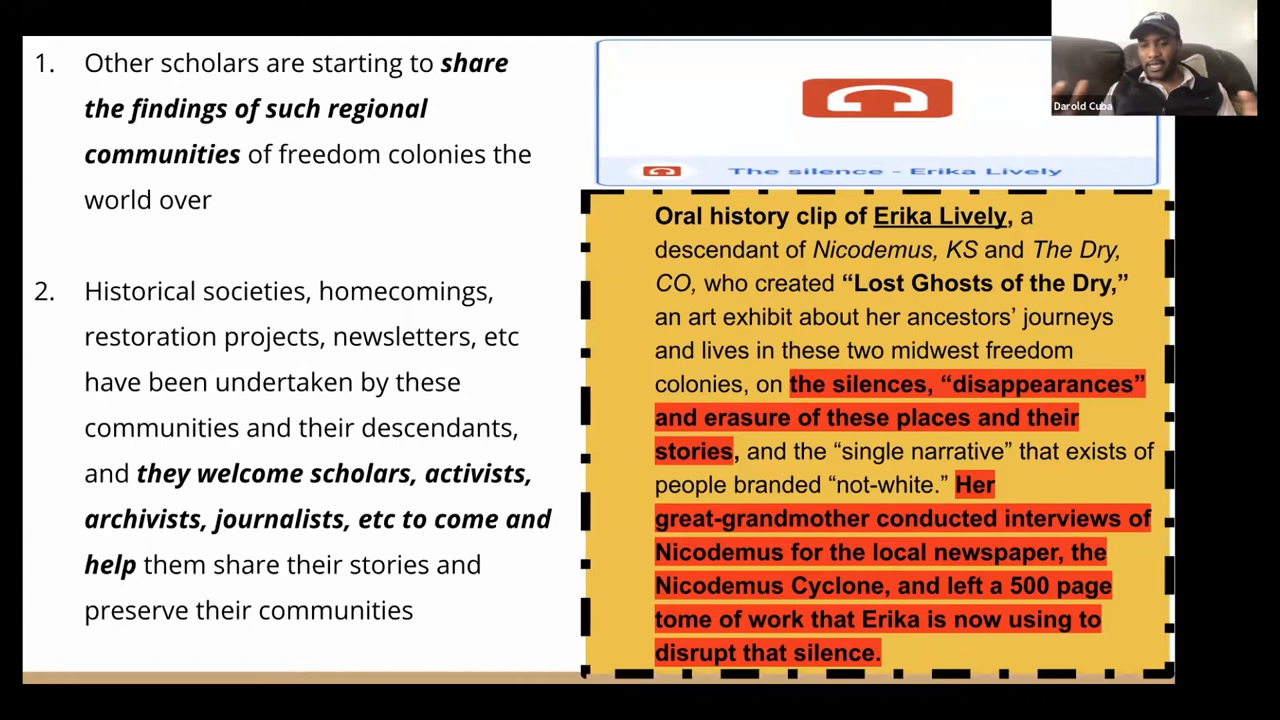 1. Other scholars are starting to share
the findings of such regional
communities of freedom colonies the
world over
2. Historical societies, homecomings,
restoration projects, newsletters, etc
have been undertaken by these
communities and their descendants,
and they welcome scholars, activists,
archivists, journalists, etc to come and
help them share their stories and
preserve their communities
The silence - Erika Lively
Oral history clip of Erika Lively, a
descendant of Nicodemus, KS and The Dry,
CO, who created “Lost Ghosts of the Dry,”
an art exhibit about her ancestors’ journeys
and lives in these two midwest freedom
colonies, on the silences, “disappearances”
and erasure of these places and their
stories, and the “single narrative” that exists of
people branded “not-white.” Her
great-grandmother conducted interviews of
Nicodemus for the local newspaper, the
Nicodemus Cyclone, and left a 500 page
tome of work that Erika is now using to
disrupt that silence.
Darold Cuba